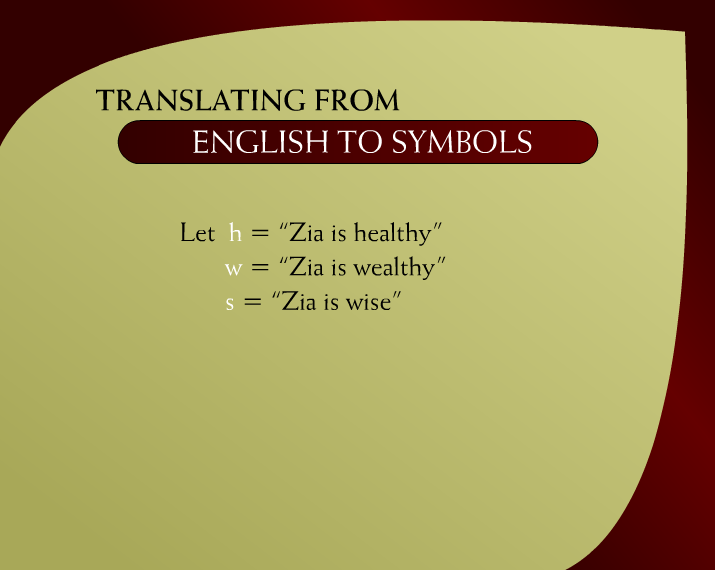 TRANSLATING FROM
ENGLISH TO SYMBOLS
Let h = “Zia is healthy”
w = “Zia is wealthy”
s = “Zia is wise”